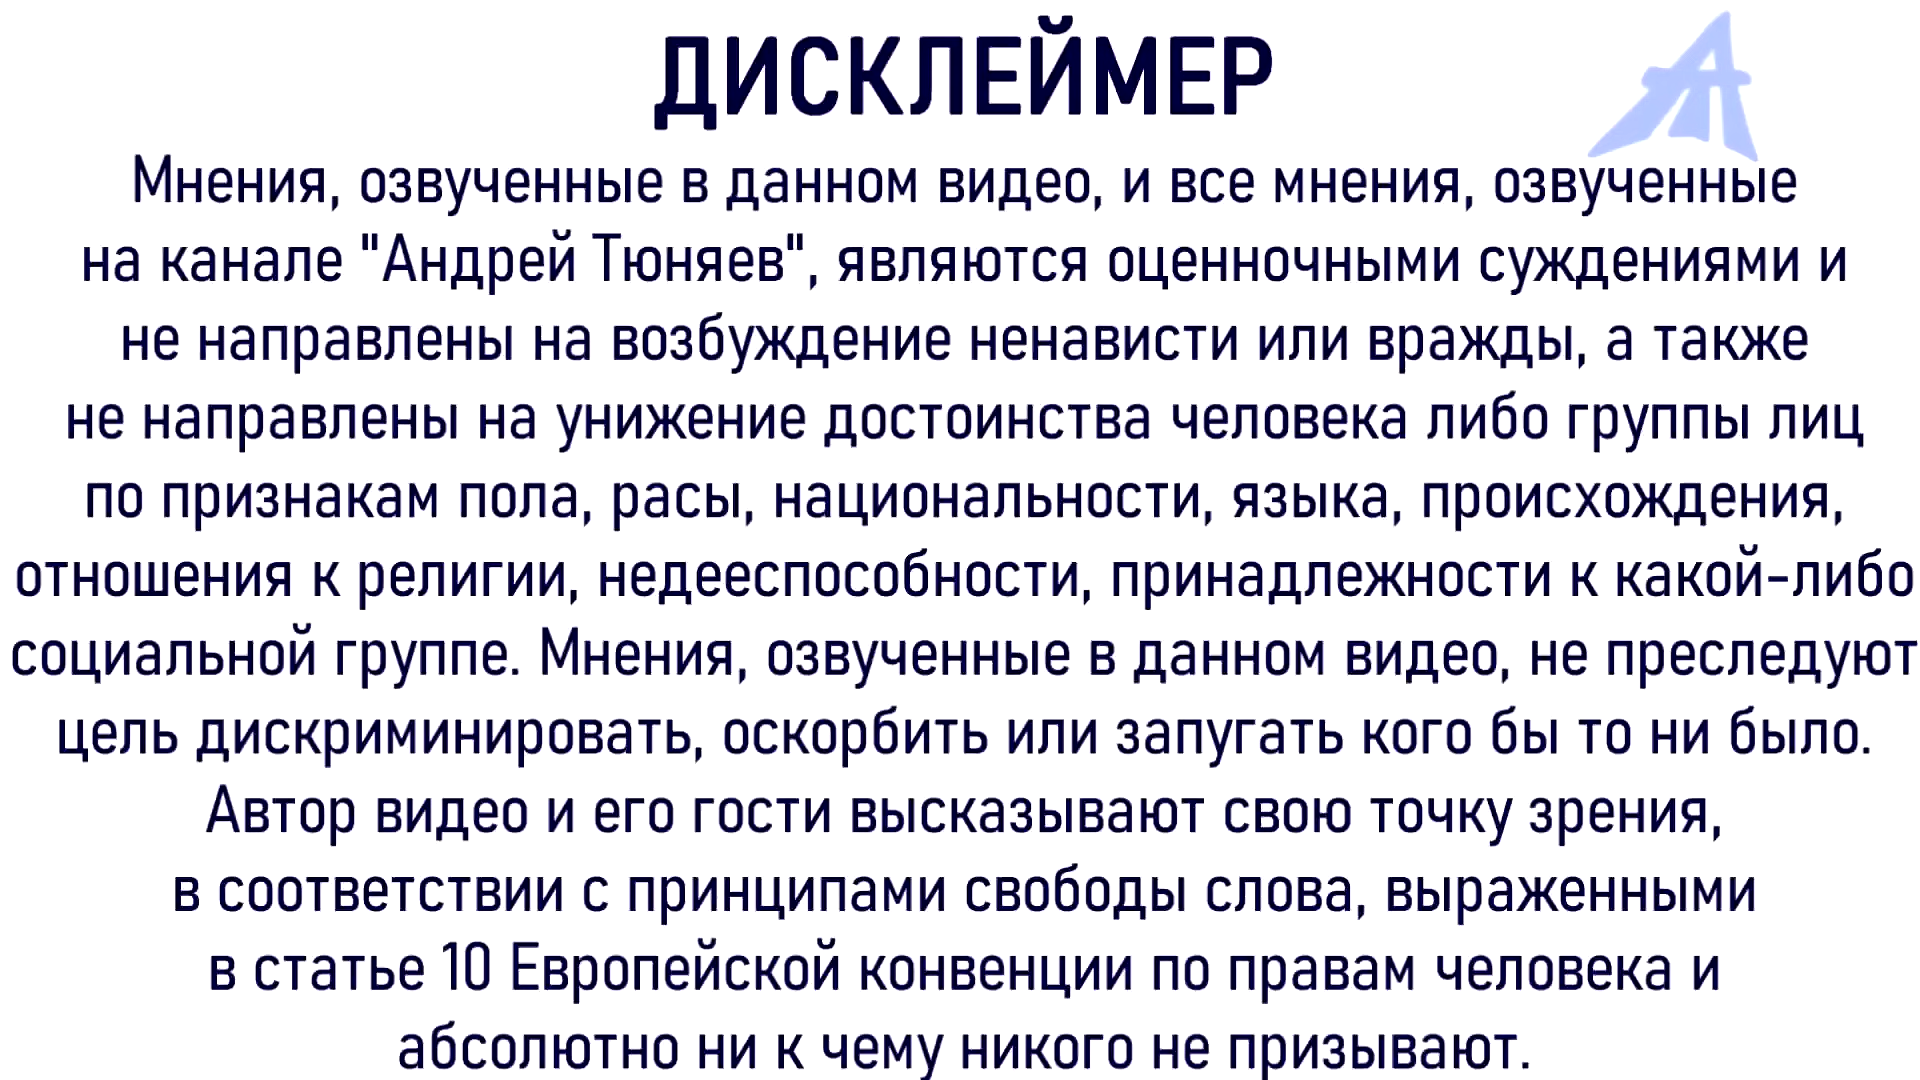 ДИСКЛЕЙМЕР
Мнения, озвученные в данном видео, и все мнения, озвученные
на канале "Андрей Тюняев", являются оценночными суждениями и
не направлены на возбуждение ненависти или вражды, а также
не направлены на унижение достоинства человека либо группы лиц
по признакам пола, расы, национальности, языка, происхождения,
отношения к религии, недееспособности, принадлежности к какой-либо
социальной группе. Мнения, озвученные в данном видео, не преследуют
цель дискриминировать, оскорбить или запугать кого бы то ни было.
Автор видео и его гости высказывают свою точку зрения,
в соответствии с принципами свободы слова, выраженными
в статье 10 Европейской конвенции по правам человека и
абсолютно ни к чему никого не призывают.